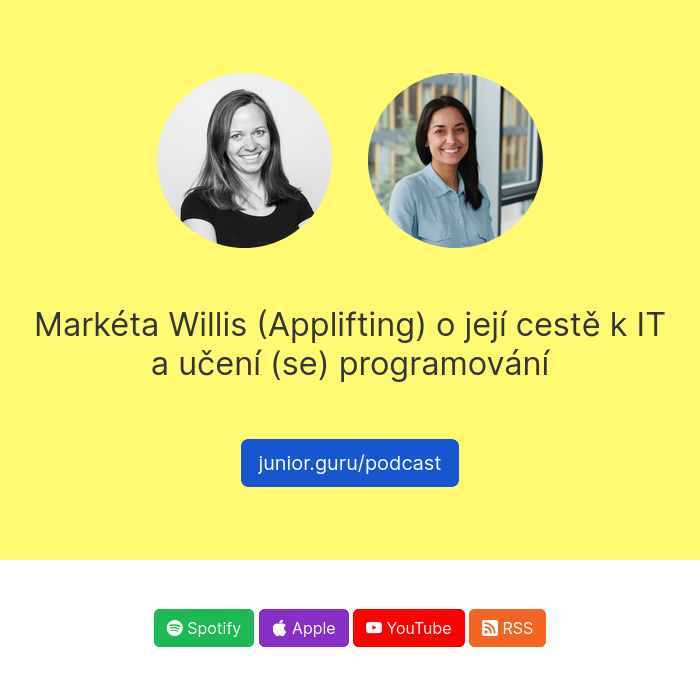 Markéta Willis (Applifting) o její cestě k IT
a učení (se) programování
junior.guru/podcast
Spotify Apple YouTube RSS